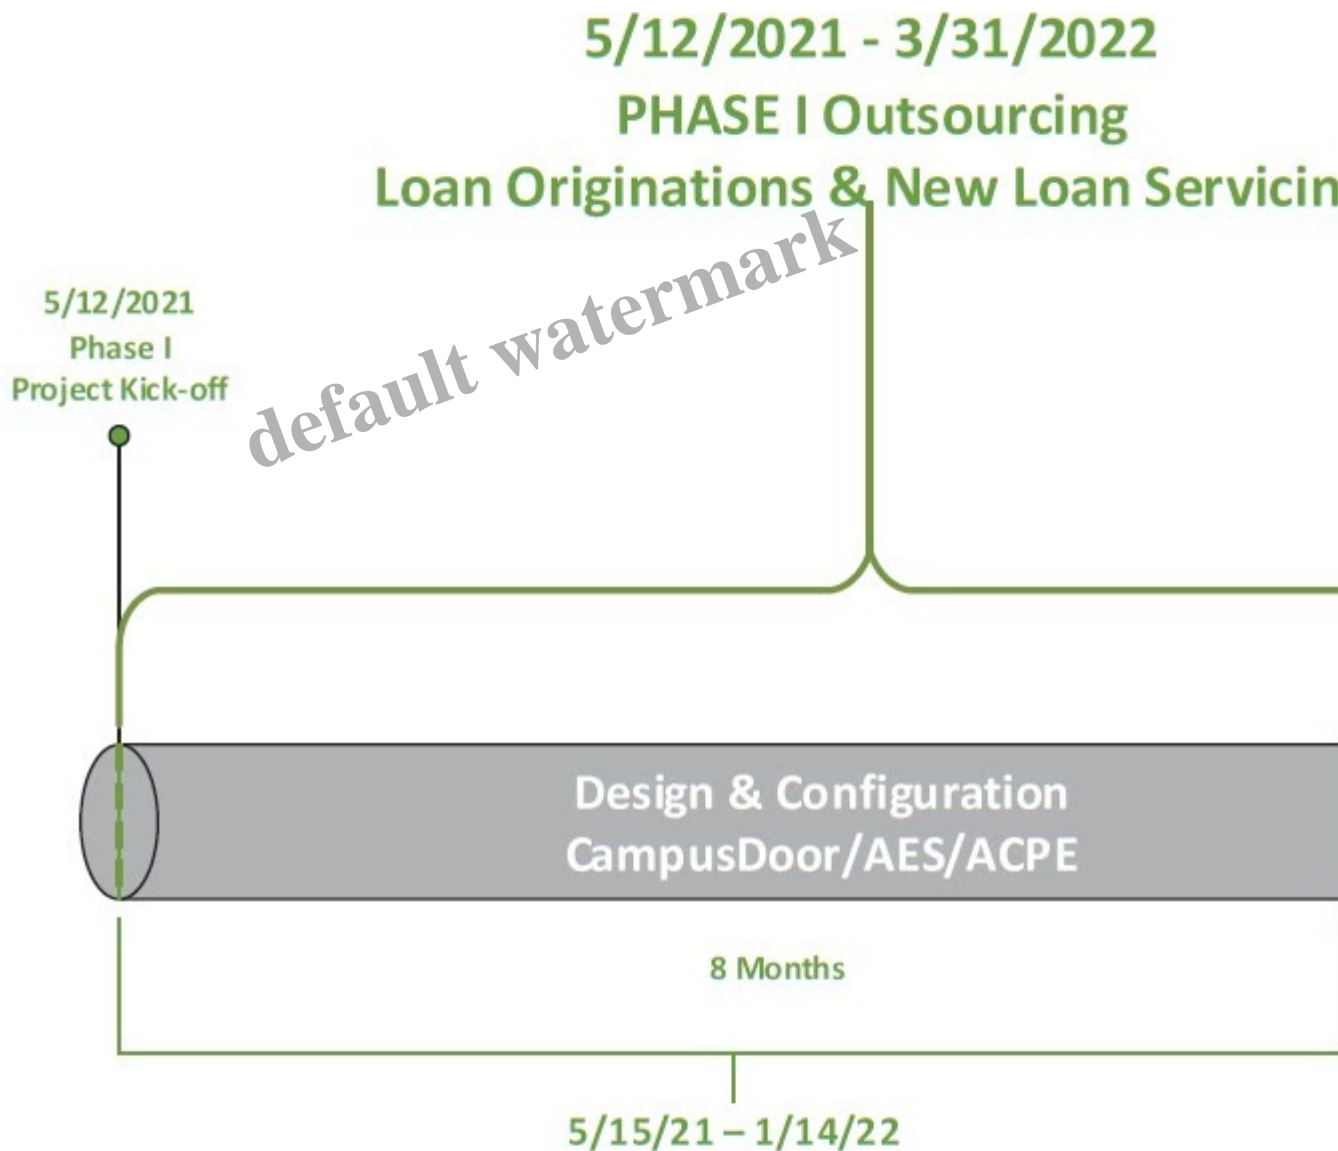 5/12/2021 - 3/31/2022
PHASE I Outsourcing
Loan Originations & New Loan Servicin
default watermark
5/12/2021
Phase I
Project Kick-off
Design & Configuration
CampusDoor/AES/ACPE
8 Months
5/15/21 – 1/14/22